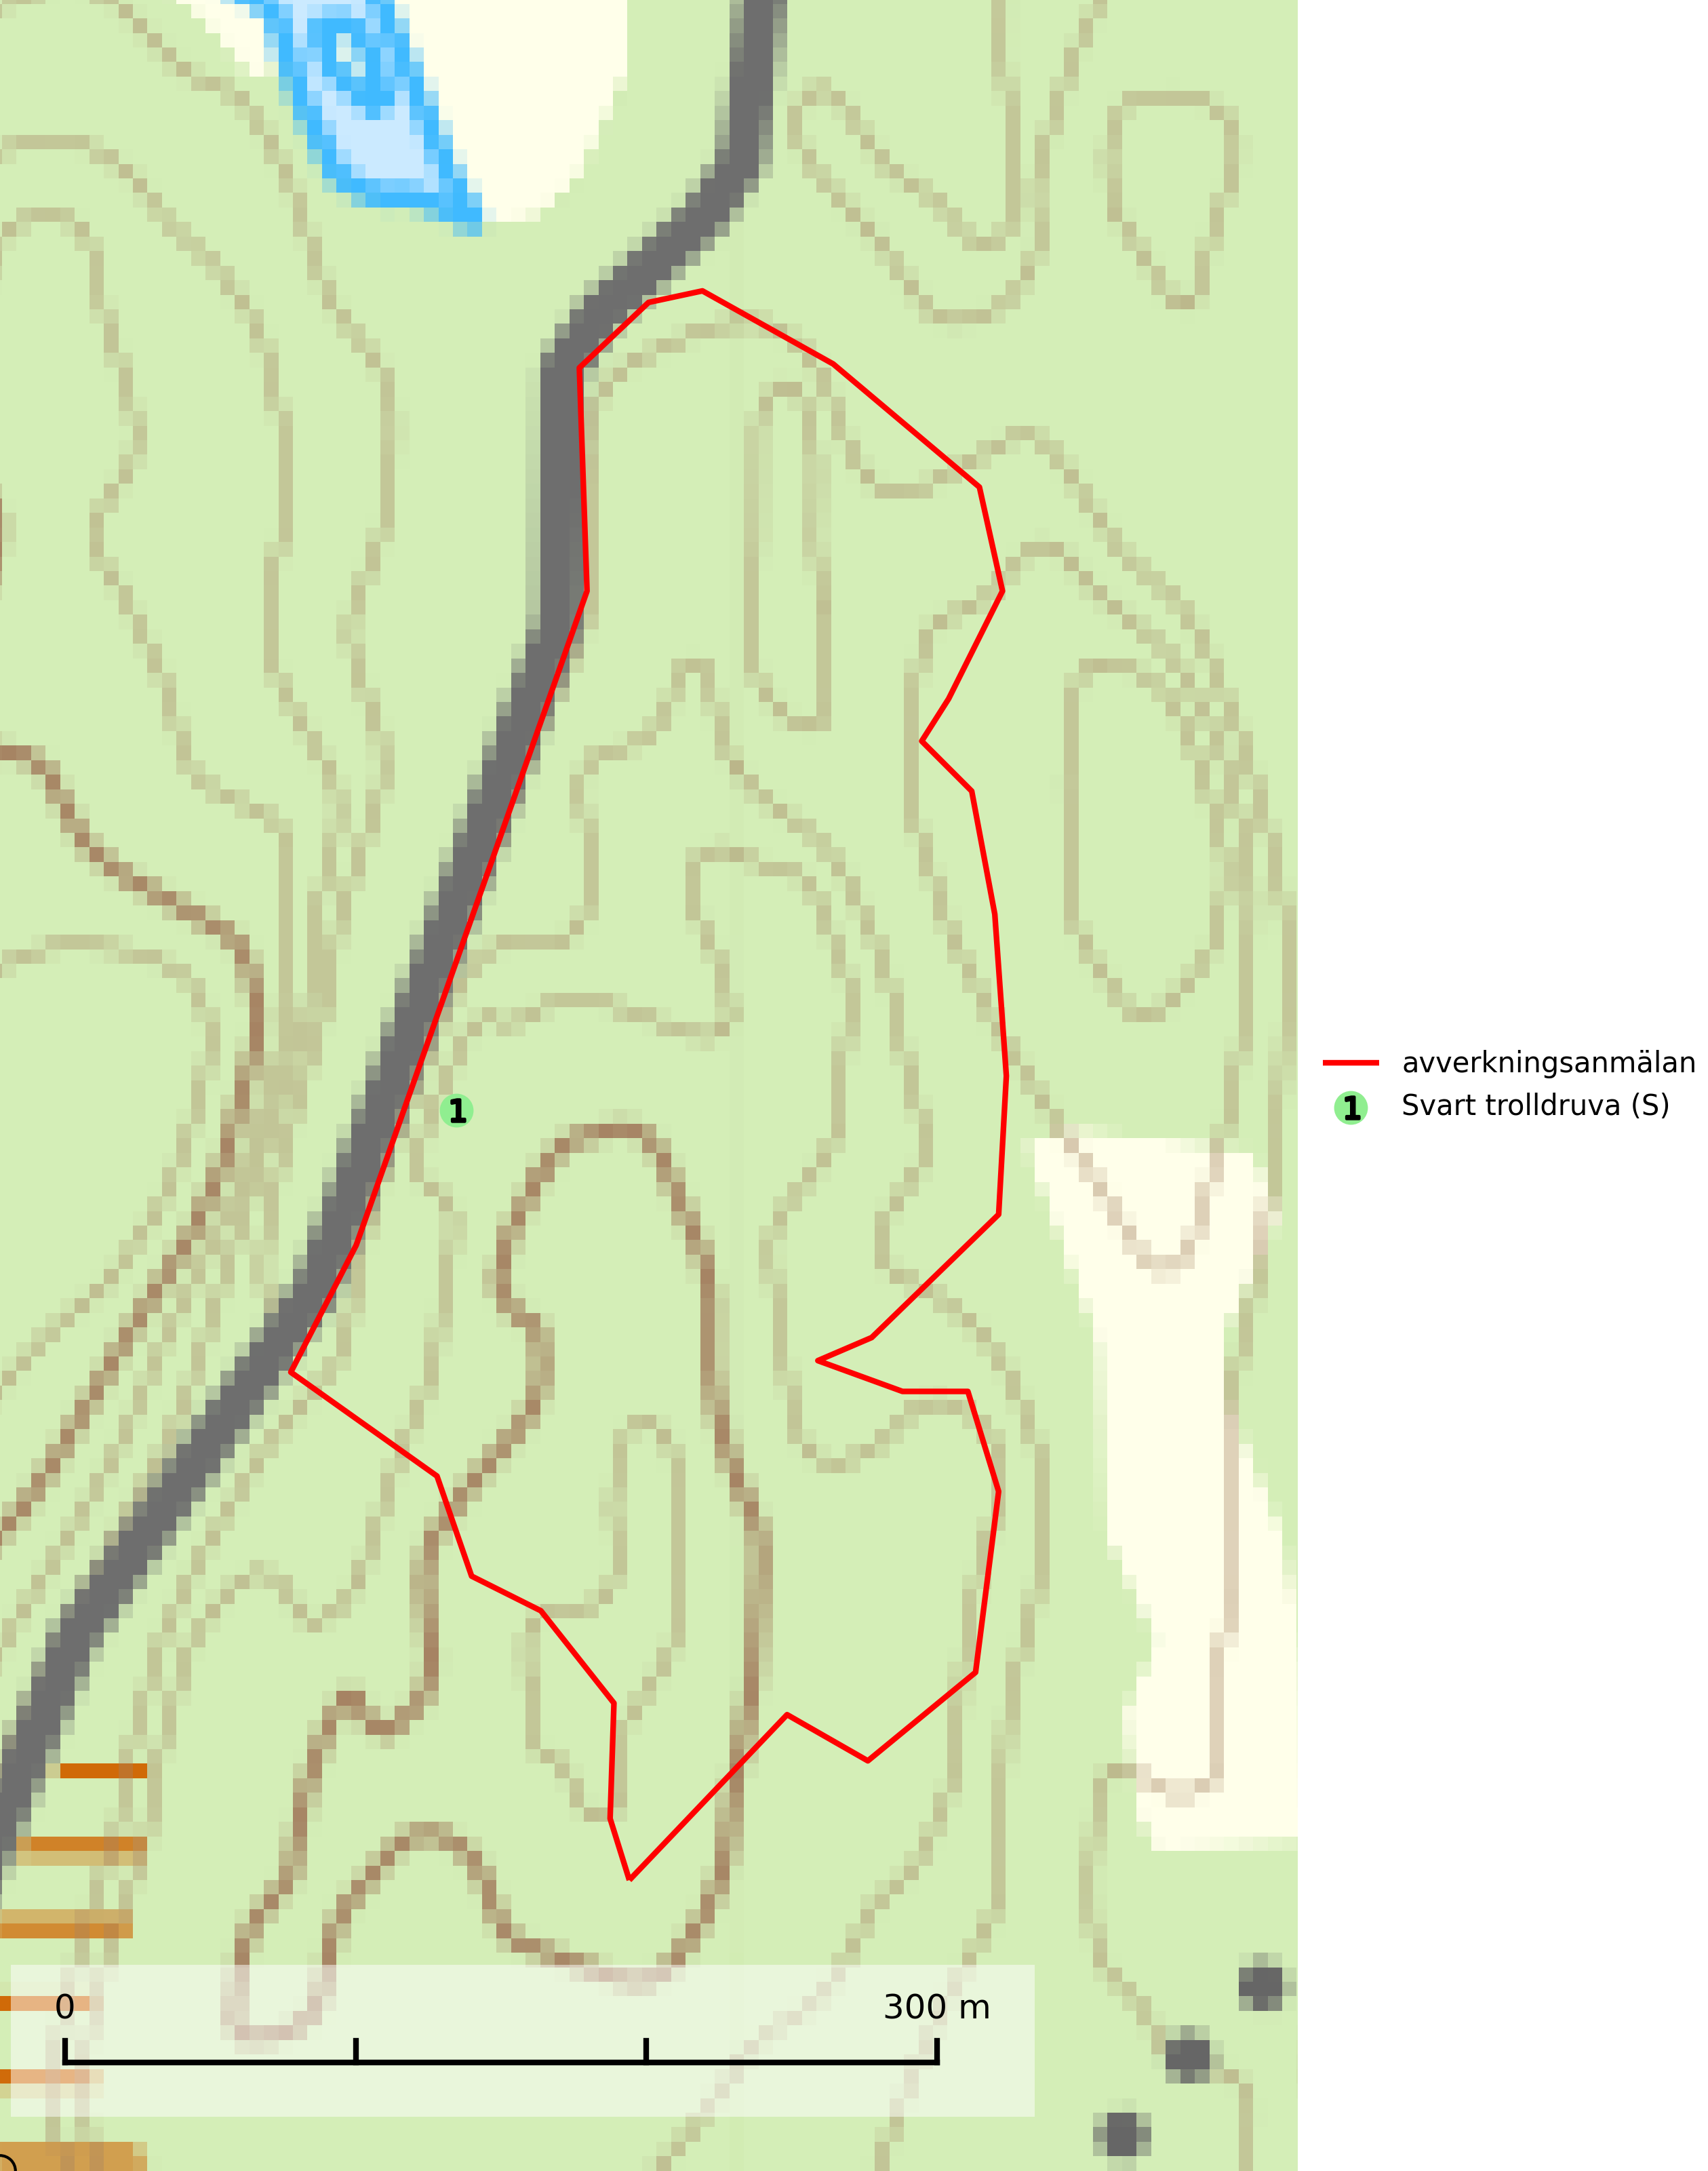 1
avverkningsanmälan
1 Svart trolldruva (S)
0 300 m